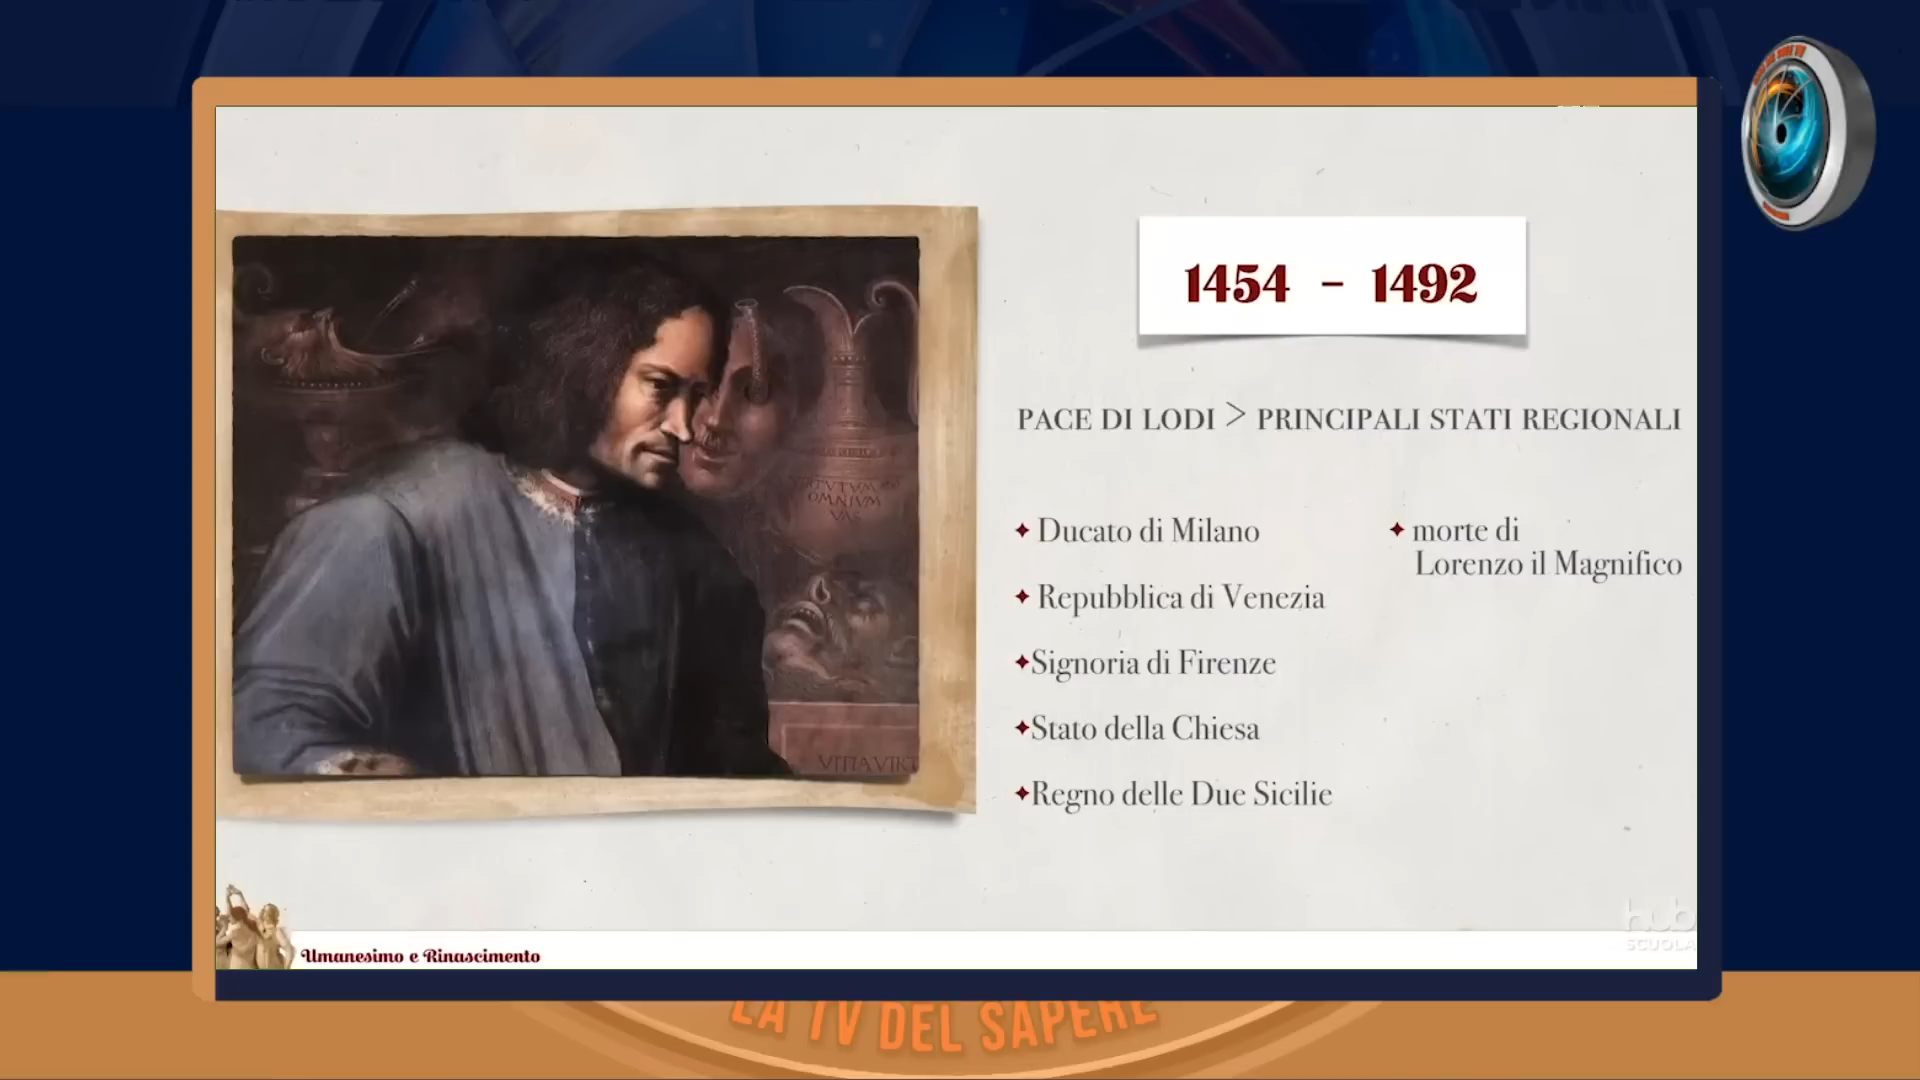 1454 - 1492
PACE DI LODI > PRINCIPALI STATI REGIONALI
✦ Ducato di Milano
✦ Repubblica di Venezia
✦Signoria di Firenze
✦Stato della Chiesa
✦Regno delle Due Sicilie
✦ morte di
Lorenzo il Magnifico
OMNIVM
VAS
Umanesimo e Rinascimento
hub
SCUOLA
LA TV DEL SAPERE